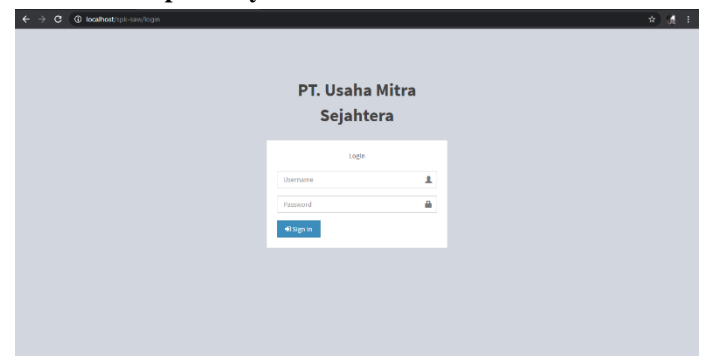 localhost/spk-saw/login
PT. Usaha Mitra
Sejahtera
Login
Username
Password
Sign in